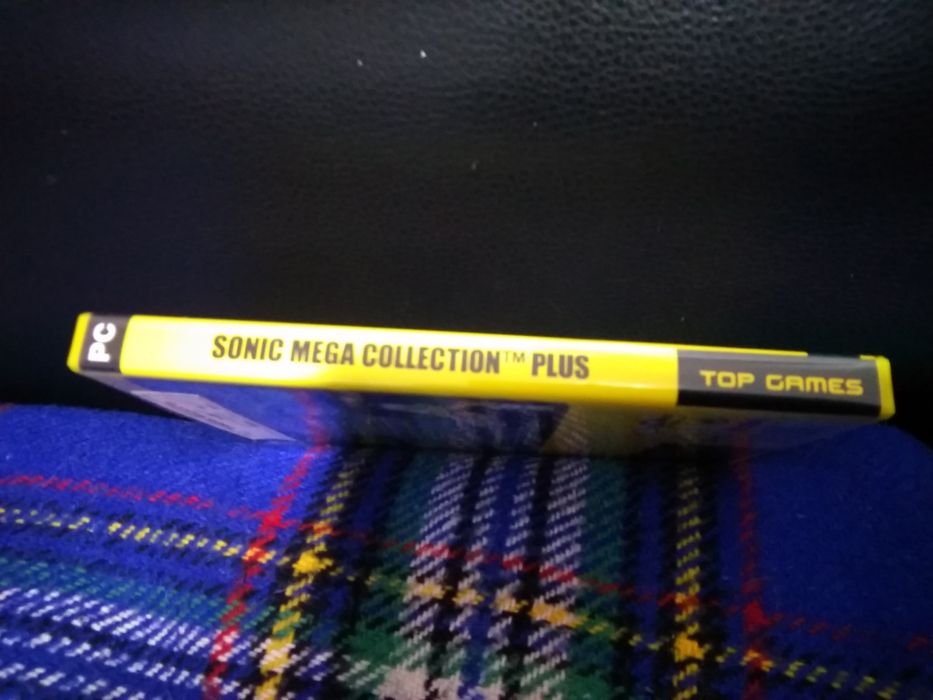 PC
SONIC MEGA COLLECTION™ PLUS
TOP GAMES